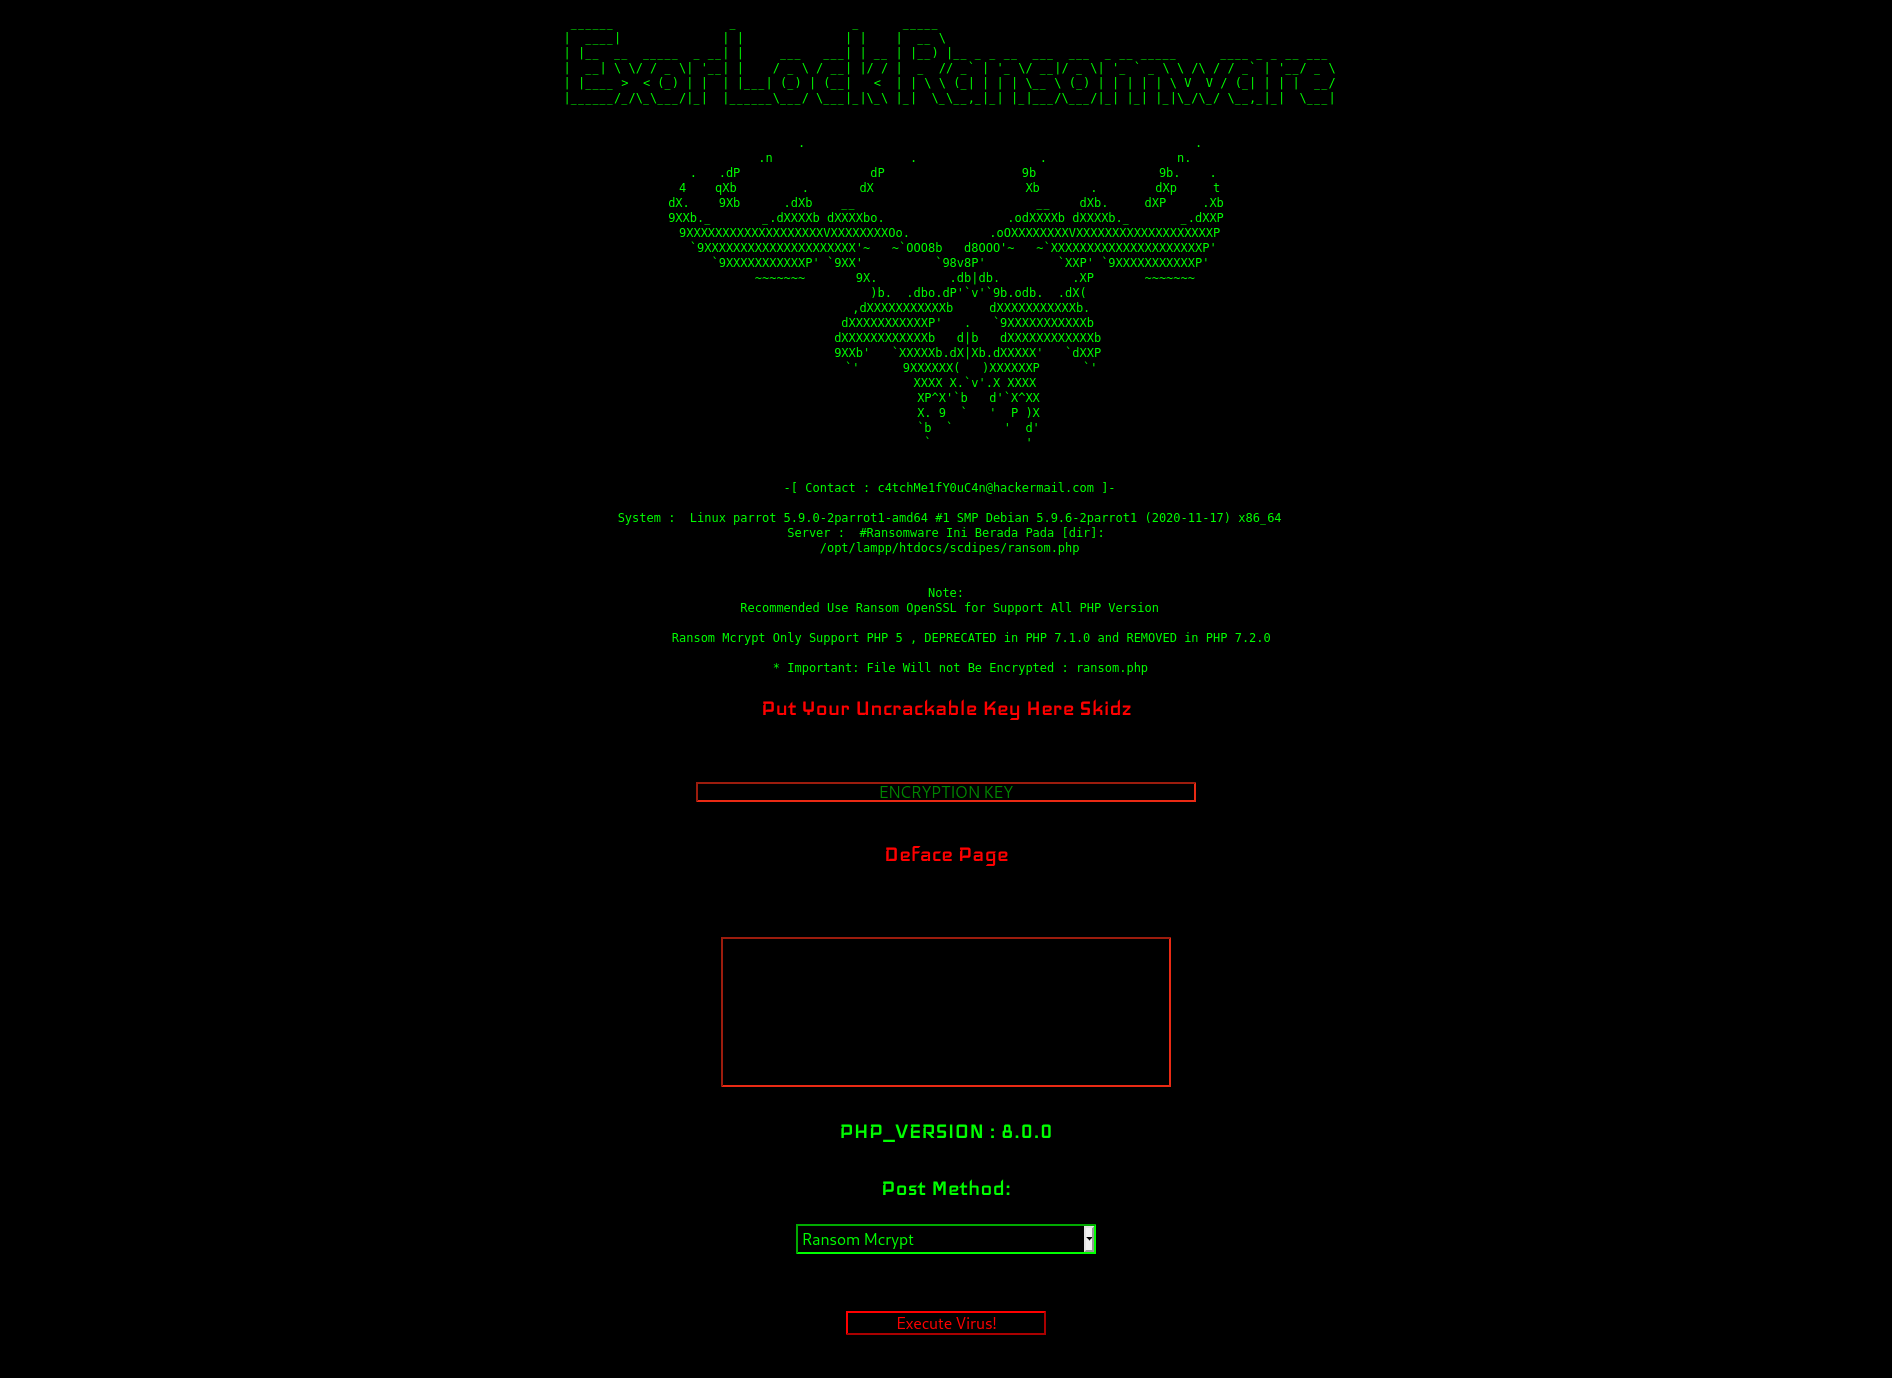 ExorLock Ransomware
-[ Contact : c4tchMe1fY0uC4n@hackermail.com ]-
System :  Linux parrot 5.9.0-2parrot1-amd64 #1 SMP Debian 5.9.6-2parrot1 (2020-11-17) x86_64
Server :  #Ransomware Ini Berada Pada [dir]:
/opt/lampp/htdocs/scdipes/ransom.php
Note:
Recommended Use Ransom OpenSSL for Support All PHP Version
Ransom Mcrypt Only Support PHP 5 , DEPRECATED in PHP 7.1.0 and REMOVED in PHP 7.2.0
* Important: File Will not Be Encrypted : ransom.php
Put Your Uncrackable Key Here Skidz
ENCRYPTION KEY
Deface Page
PHP_VERSION : 8.0.0
Post Method:
Ransom Mcrypt
Execute Virus!